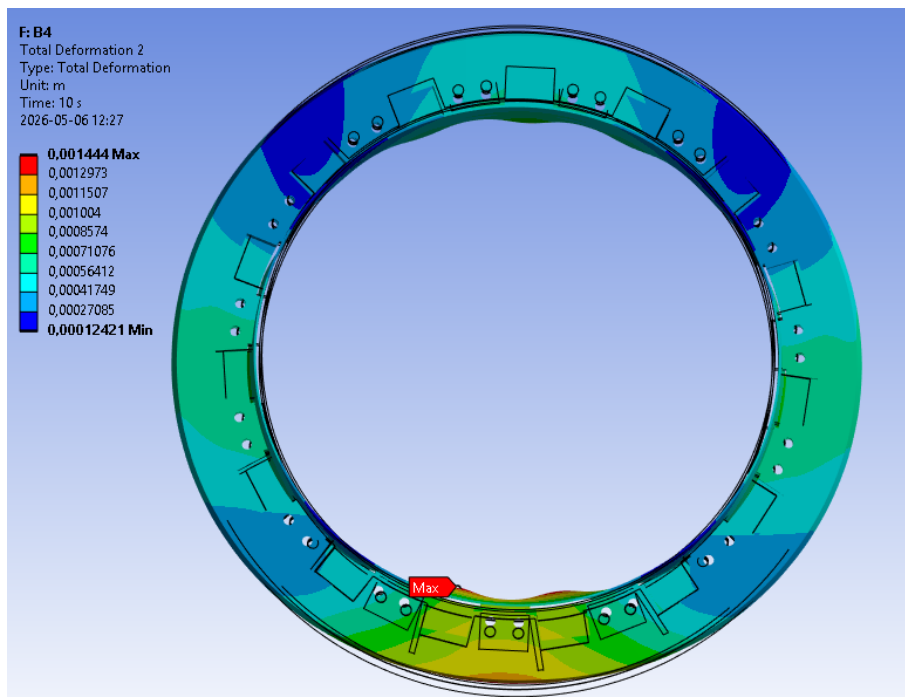 F: B4
Total Deformation 2
Type: Total Deformation
Unit: m
Time: 10 s
2026-05-06 12:27
0,001444 Max
0,0012973
0,0011507
0,001004
0,0008574
0,00071076
0,00056412
0,00041749
0,00027085
0,00012421 Min
Max